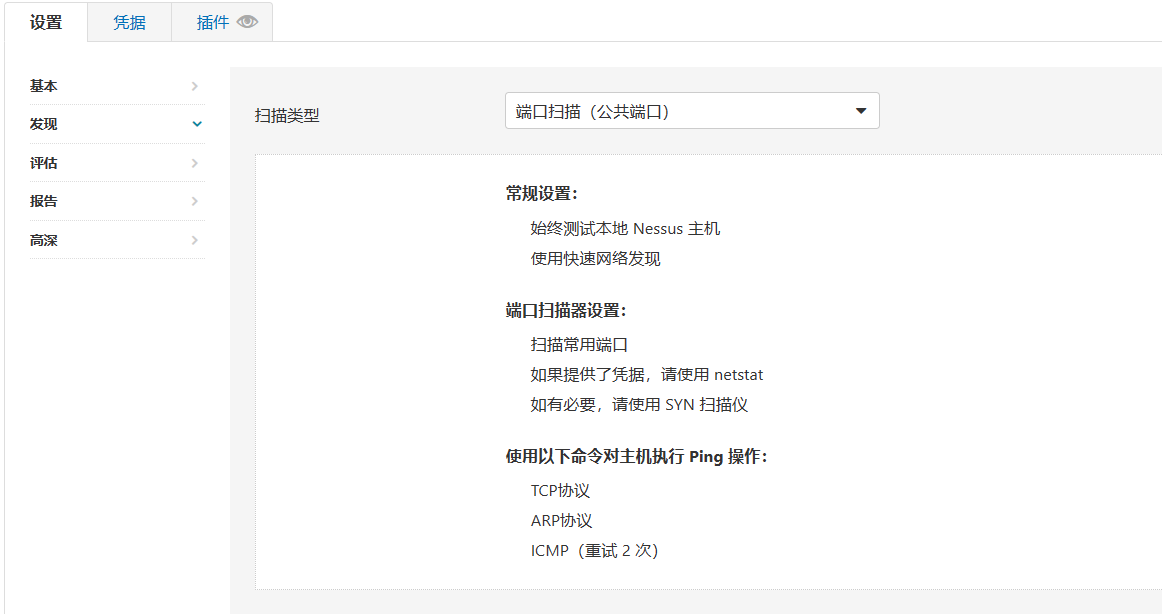 设置
凭据
插件
基本
发现
评估
报告
高深
扫描类型
端口扫描（公共端口）
常规设置：
始终测试本地 Nessus 主机
使用快速网络发现
端口扫描器设置：
扫描常用端口
如果提供了凭据，请使用 netstat
如有必要，请使用 SYN 扫描仪
使用以下命令对主机执行 Ping 操作：
TCP协议
ARP协议
ICMP（重试 2 次）